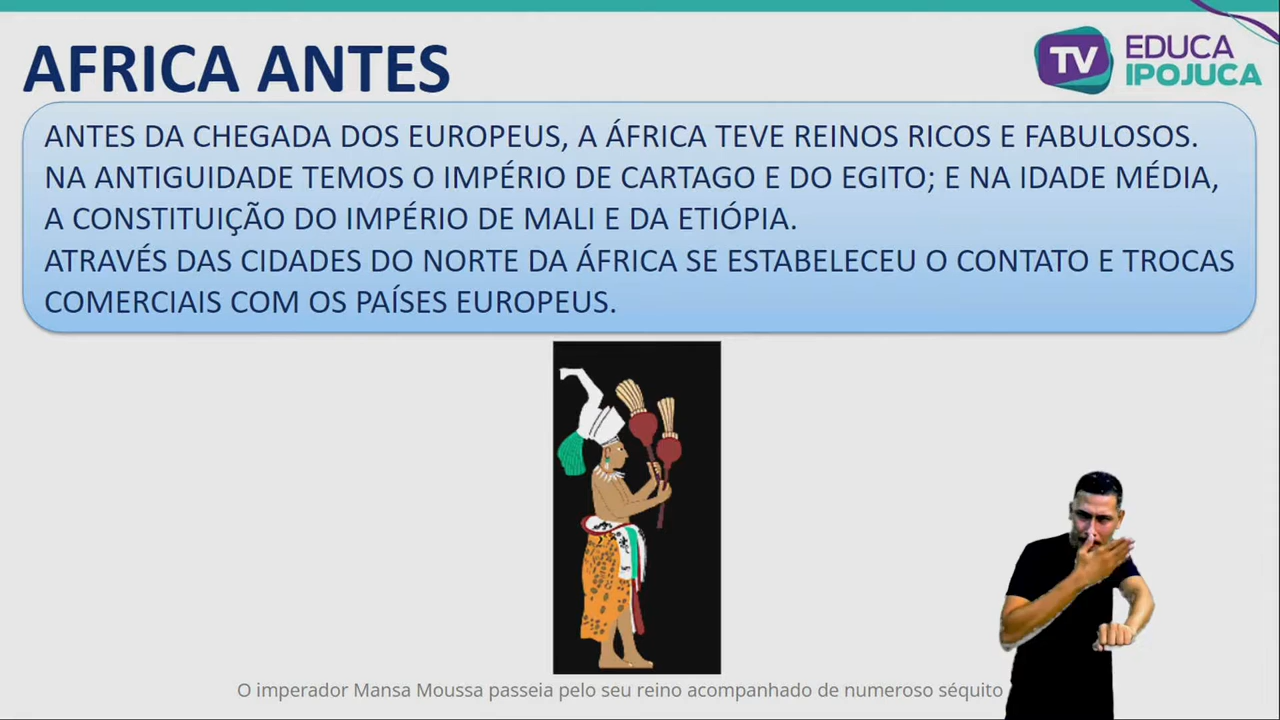 AFRICA ANTES
TV EDUCA
IPOJUCA
ANTES DA CHEGADA DOS EUROPEUS, A ÁFRICA TEVE REINOS RICOS E FABULOSOS.
NA ANTIGUIDADE TEMOS O IMPÉRIO DE CARTAGO E DO EGITO; E NA IDADE MÉDIA,
A CONSTITUIÇÃO DO IMPÉRIO DE MALI E DA ETIÓPIA.
ATRAVÉS DAS CIDADES DO NORTE DA ÁFRICA SE ESTABELECEU O CONTATO E TROCAS
COMERCIAIS COM OS PAÍSES EUROPEUS.
O imperador Mansa Moussa passeia pelo seu reino acompanhado de numeroso séquito